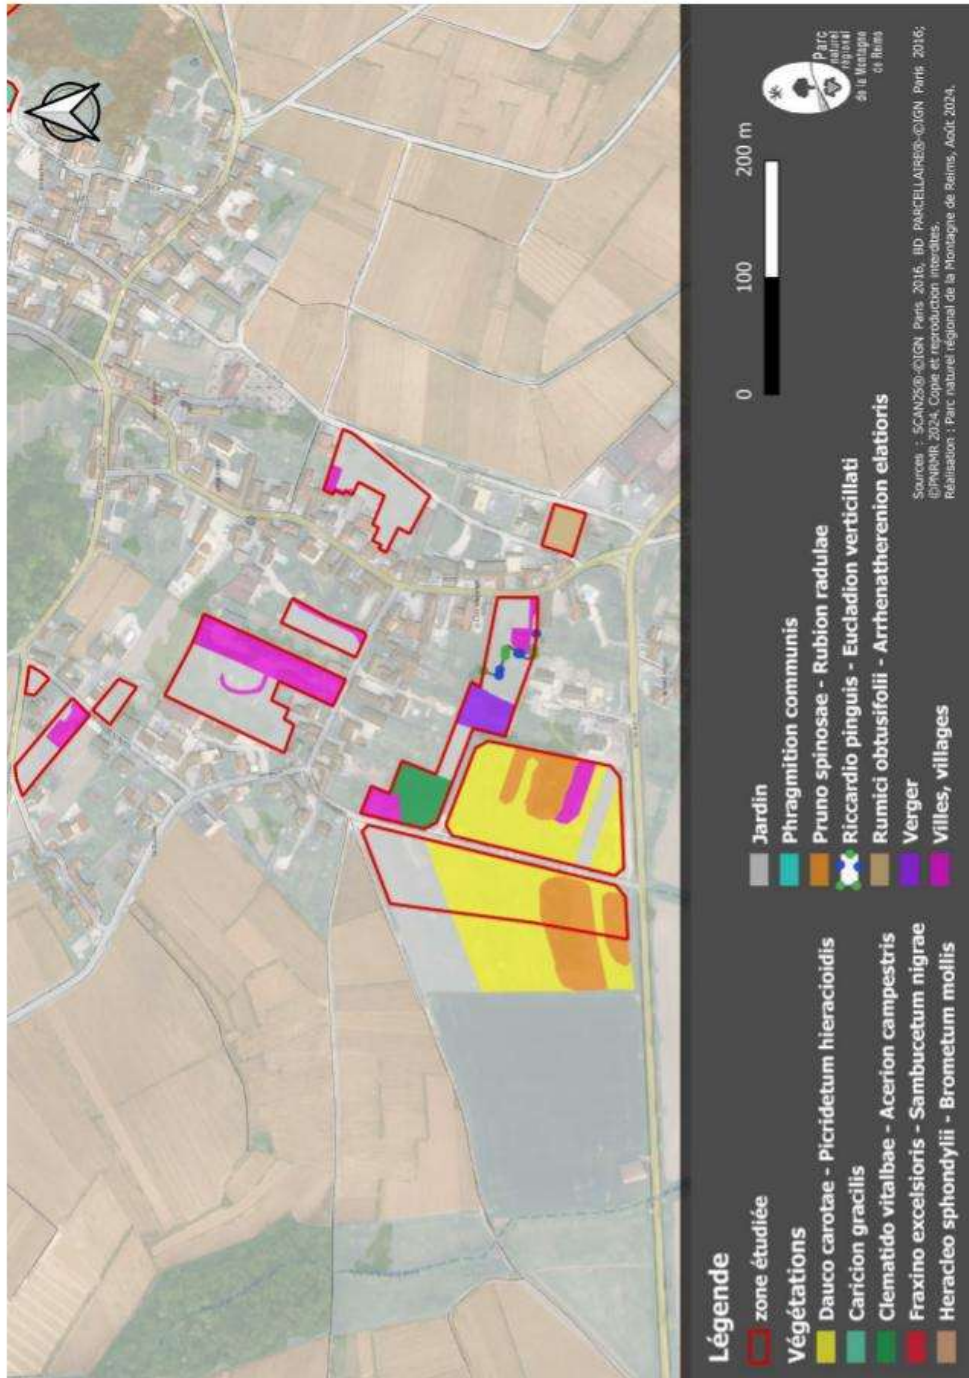 Légende
zone étudiée
Végétations
Dauco carotae - Picridetum hieracioidis
Caricion gracilis
Clematido vitalbae - Acerion campestris
Fraxino excelsioris - Sambucetum nigrae
Heracleo sphondylii - Brometum mollis
Jardin
Phragmition communis
Pruno spinosae - Rubion radulae
Riccardio pinguis - Eucladion verticillati
Rumici obtusifolii - Arrhenatherenion elatioris
Verger
Villes, villages
0 100 200 m
Parc
naturel
régional
de la Montagne
de Reims
Sources : SCAN25®-©IGN Paris 2016, BD PARCELLAIRE®-©IGN Paris 2016;
©PNRMR 2024. Copie et reproduction interdites.
Réalisation : Parc naturel régional de la Montagne de Reims, Août 2024.